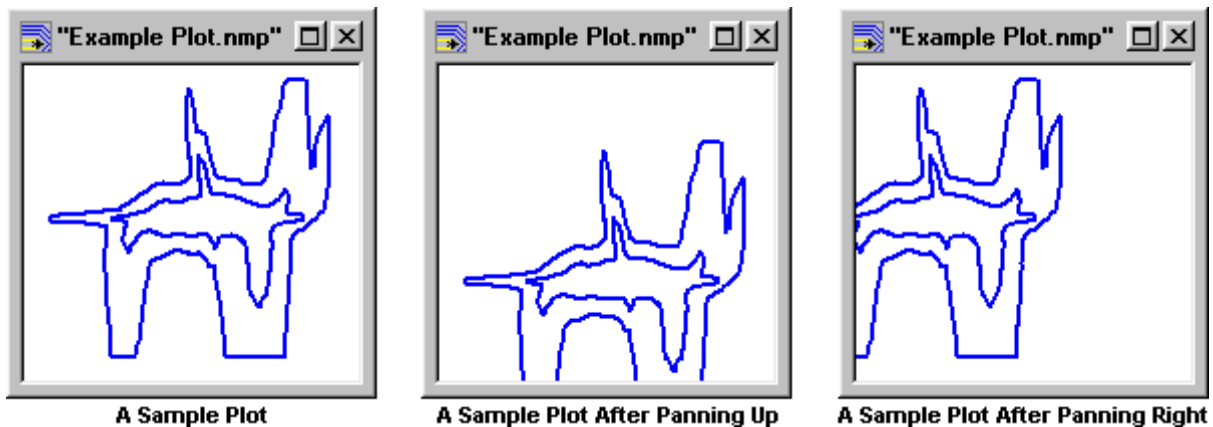 "Example Plot.nmp"
"Example Plot.nmp"
"Example Plot.nmp"
A Sample Plot
A Sample Plot After Panning Up
A Sample Plot After Panning Right